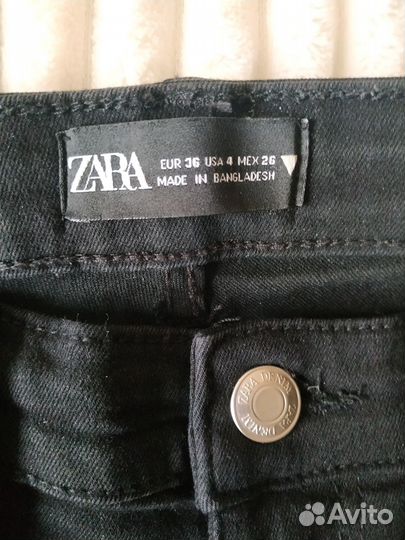 ZARA
EUR 36 USA 4 MEX 26
MADE IN BANGLADESH
ZARA DENIM
Avito